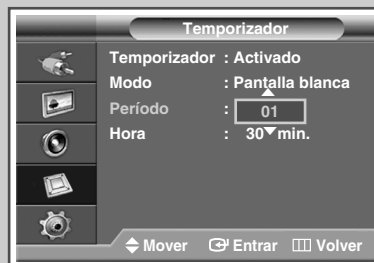 Temporizador
Temporizador : Activado
Modo : Pantalla blanca
Período : 01
Hora : 30 min.
Mover Entrar Volver